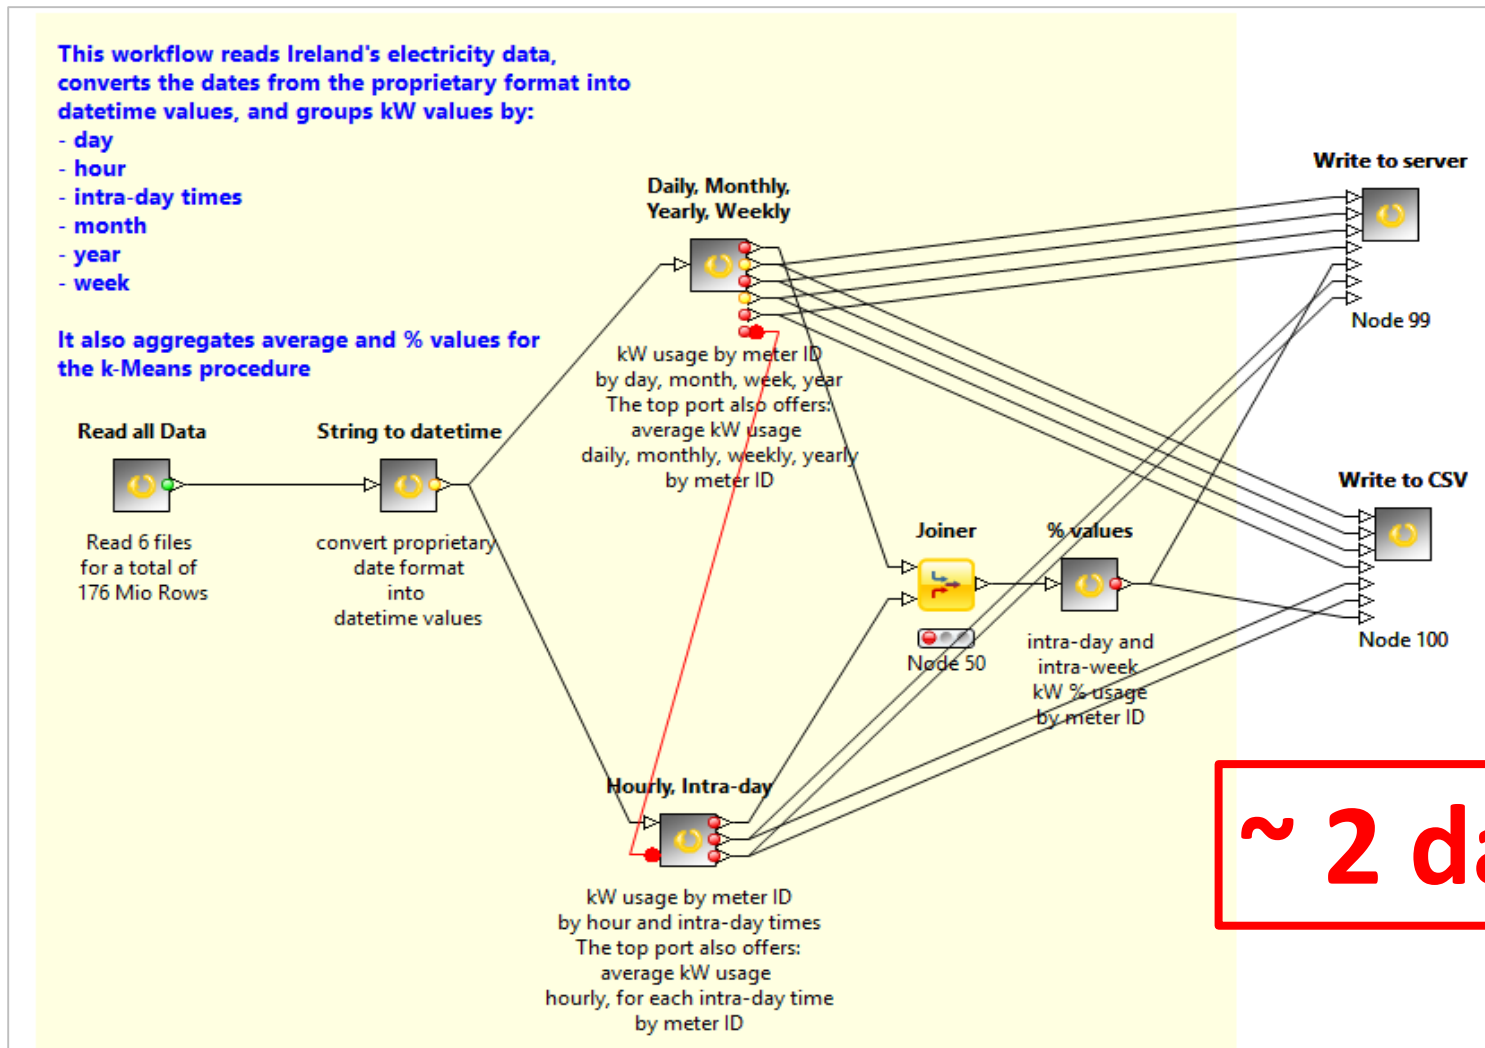 This workflow reads Ireland's electricity data,
converts the dates from the proprietary format into
datetime values, and groups kW values by:
- day
- hour
- intra-day times
- month
- year
- week
It also aggregates average and % values for
the k-Means procedure
Read all Data
Read 6 files
for a total of
176 Mio Rows
String to datetime
convert proprietary
date format
into
datetime values
Daily, Monthly,
Yearly, Weekly
kW usage by meter ID
by day, month, week, year
The top port also offers:
average kW usage
daily, monthly, weekly, yearly
by meter ID
Hourly, Intra-day
kW usage by meter ID
by hour and intra-day times
The top port also offers:
average kW usage
hourly, for each intra-day time
by meter ID
Joiner
Node 50
% values
intra-day and
intra-week
kW % usage
by meter ID
Write to server
Node 99
Write to CSV
Node 100
~ 2